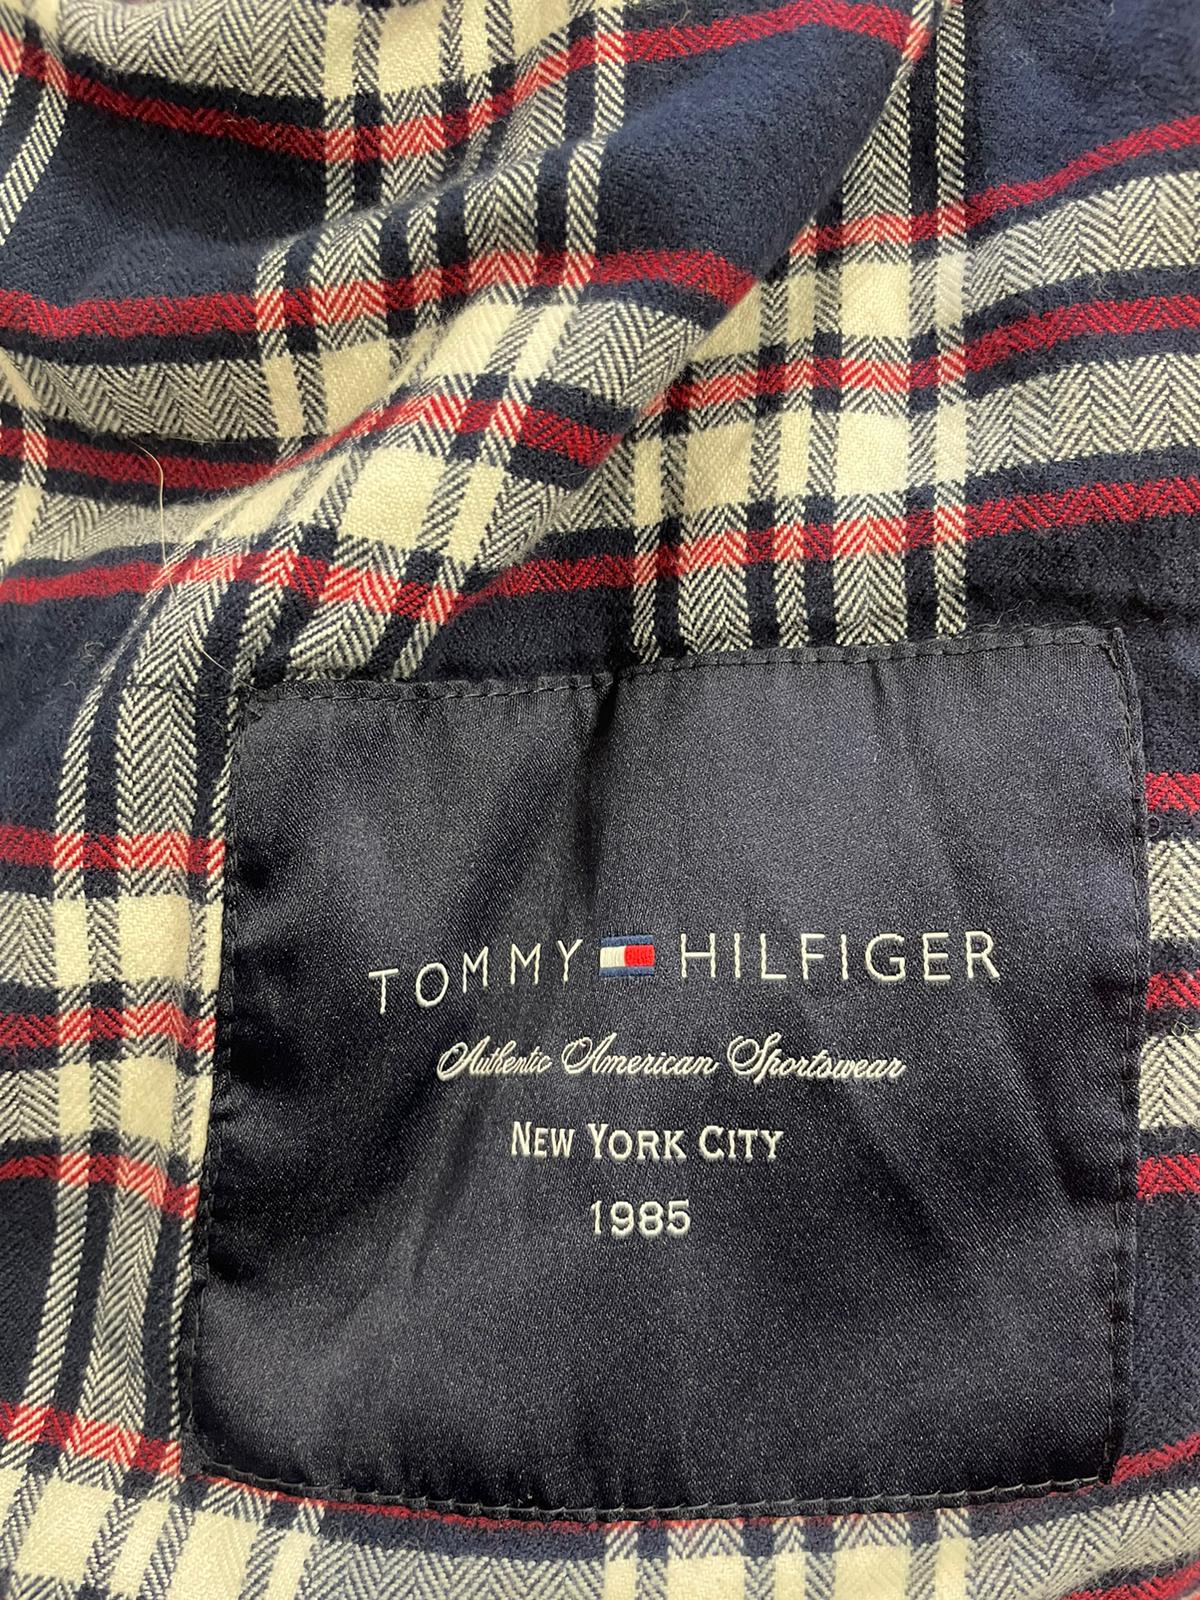 TOMMY HILFIGER
Authentic American Sportswear
NEW YORK CITY
1985